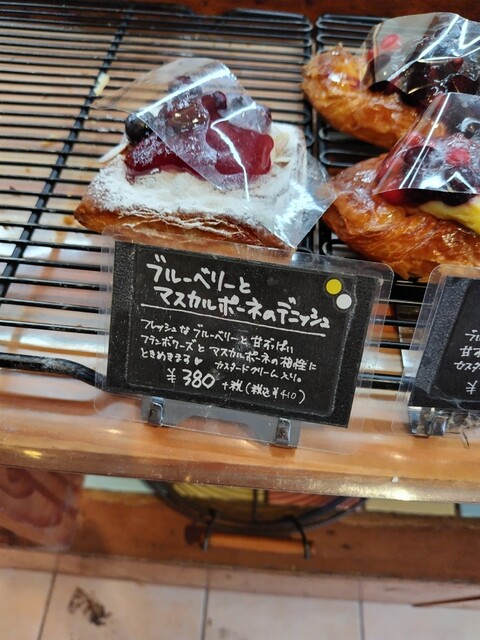 ブルーベリーと
マスカルポーネのデニッシュ
フレッシュな ブルーベリーと 甘ずっぱい
フランボワーズと マスカルポーネの相性に
ときめきます♥ カスタードクリーム入り。
¥380 +税(税込¥410)